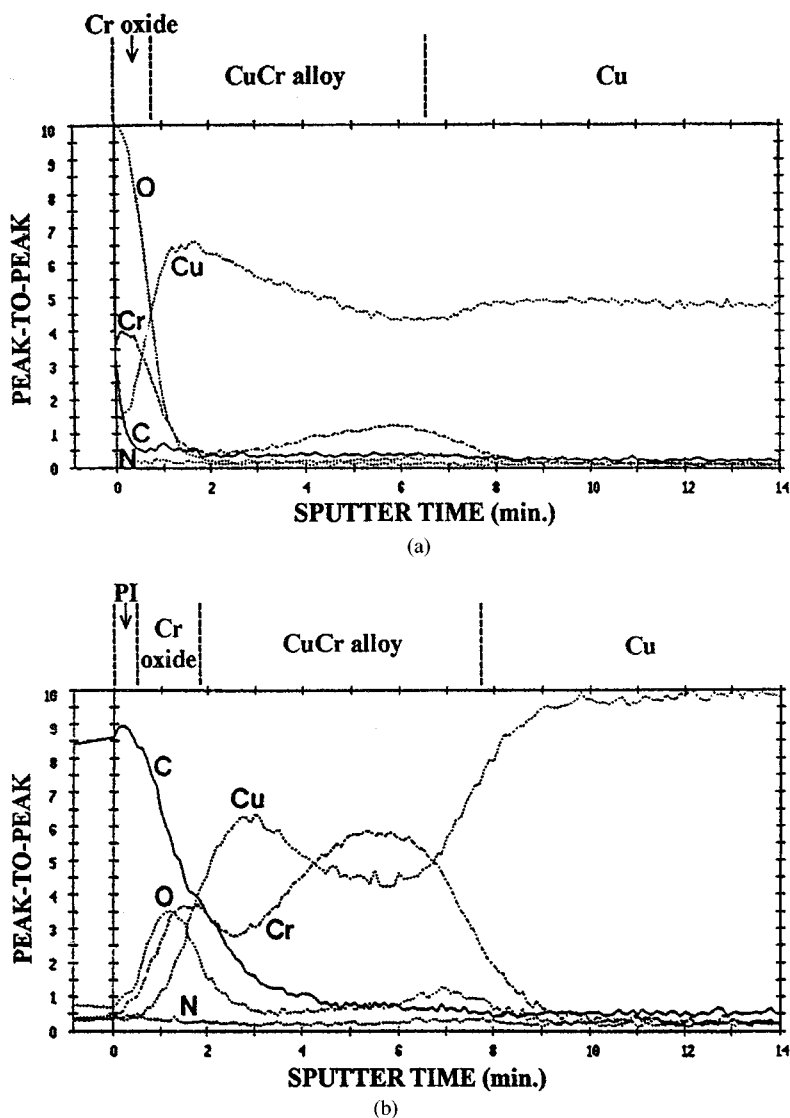 Cr oxide
CuCr alloy
Cu
10
9
8
7
6
5
4
3
2
1
0
PEAK-TO-PEAK
O
Cu
Cr
C
N
0 2 4 6 8 10 12 14
SPUTTER TIME (min.)
(a)
PI
Cr
oxide
CuCr alloy
Cu
10
9
8
7
6
5
4
3
2
1
0
PEAK-TO-PEAK
C
Cu
O
Cr
N
0 2 4 6 8 10 12 14
SPUTTER TIME (min.)
(b)